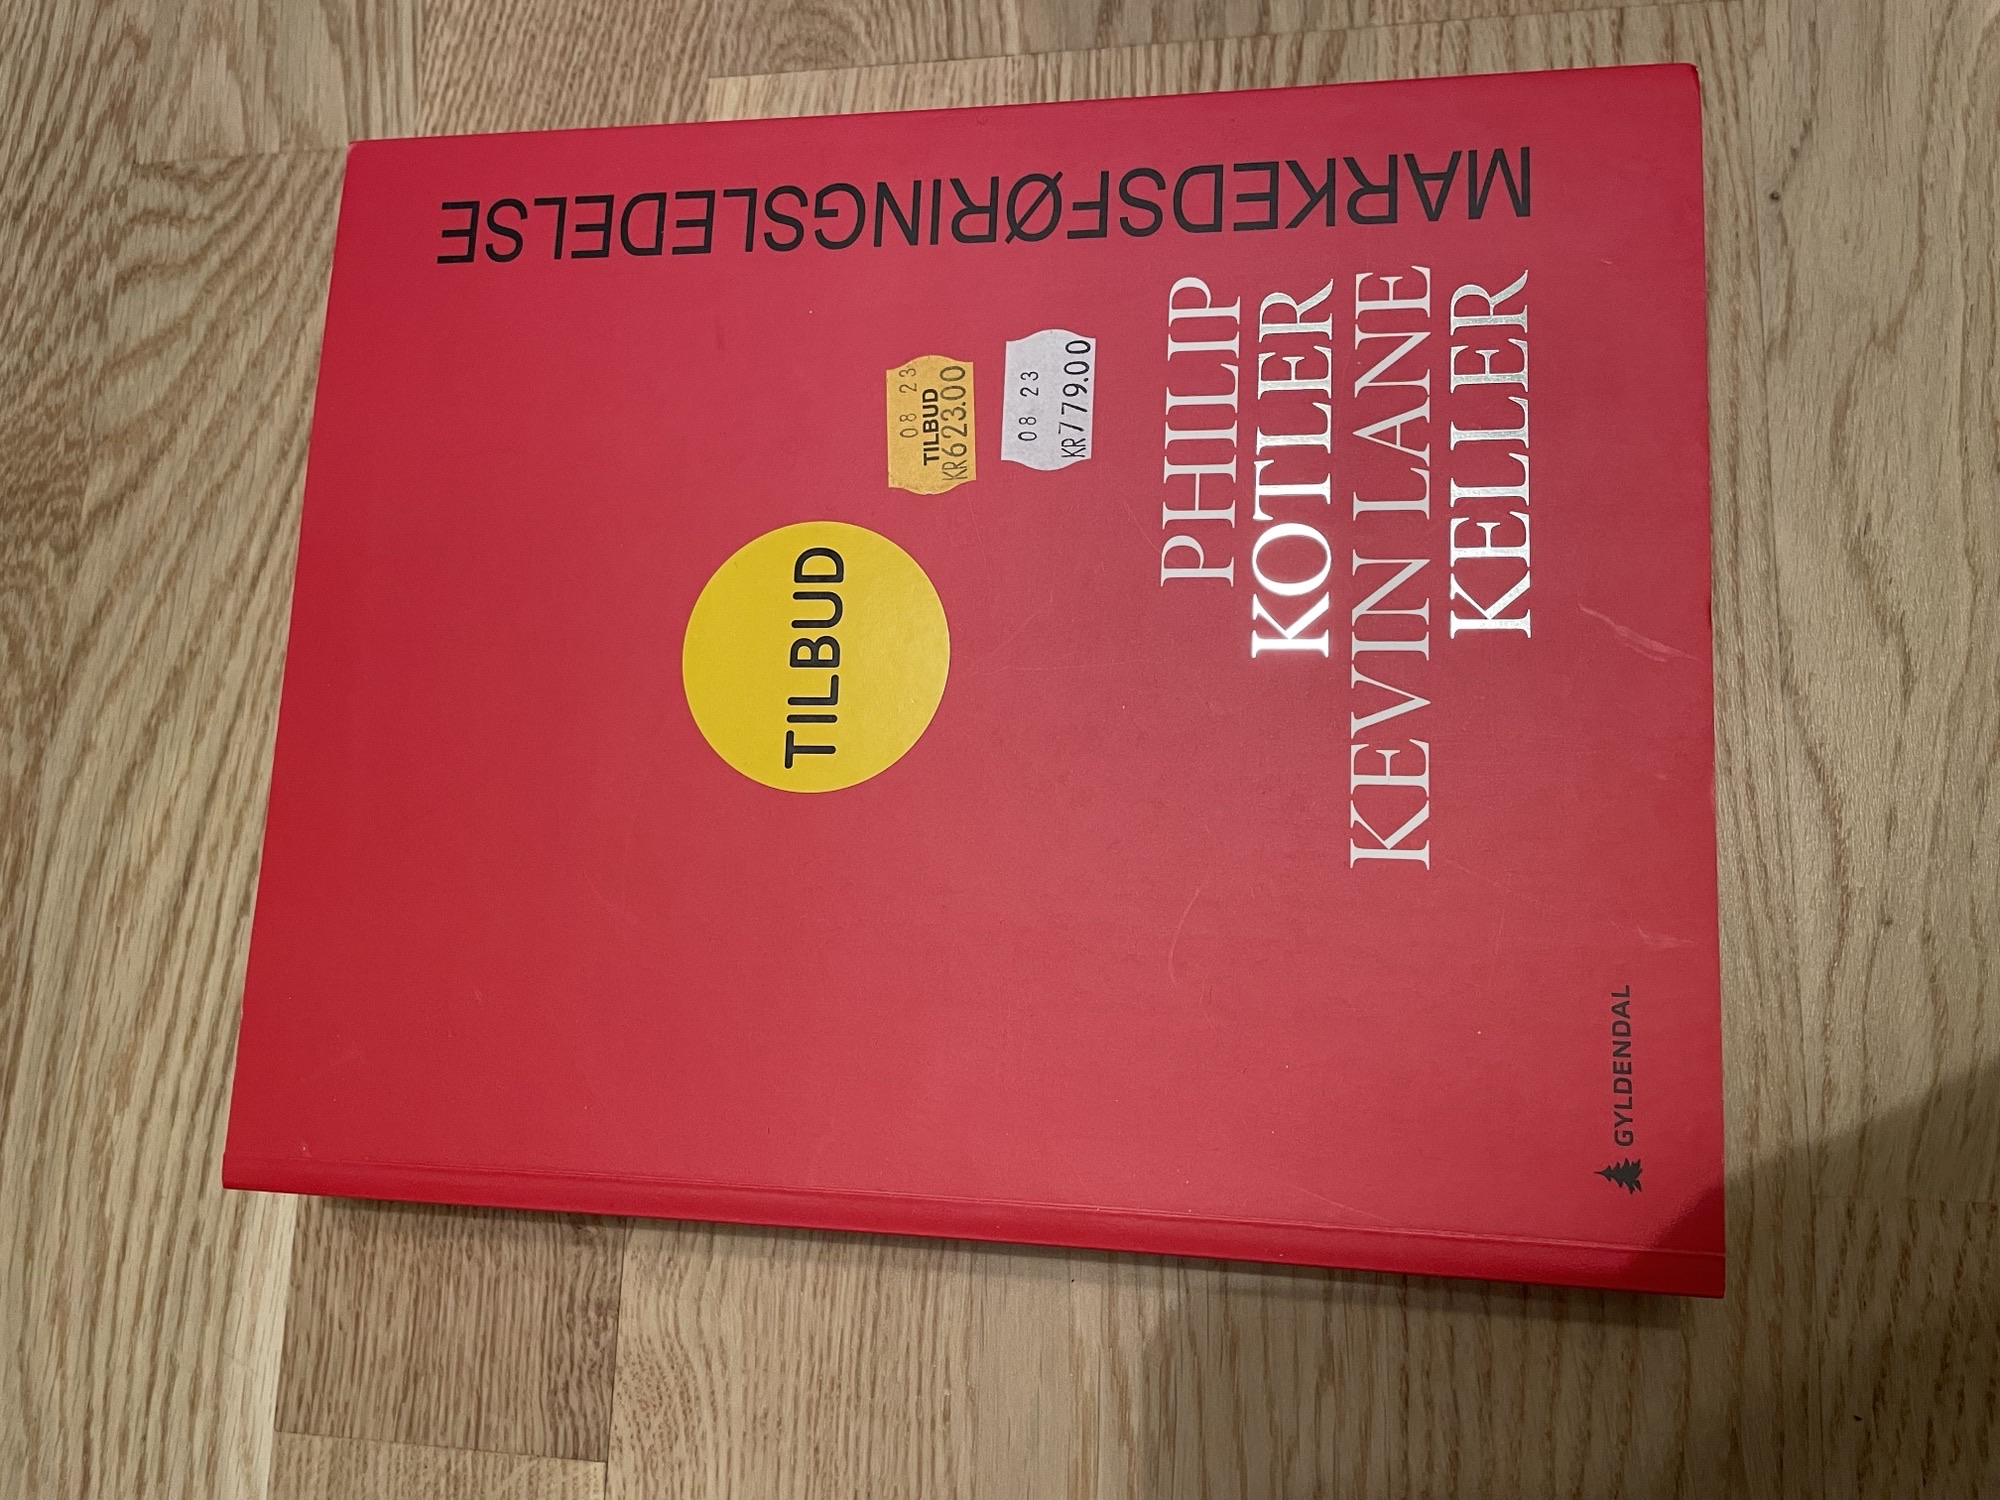 MARKEDSFØRINGSLEDELSE
08 23
TILBUD
KR623.00
08 23
KR779.00
TILBUD
PHILIP
KOTLER
KEVIN LANE
KELLER
GYLDENDAL